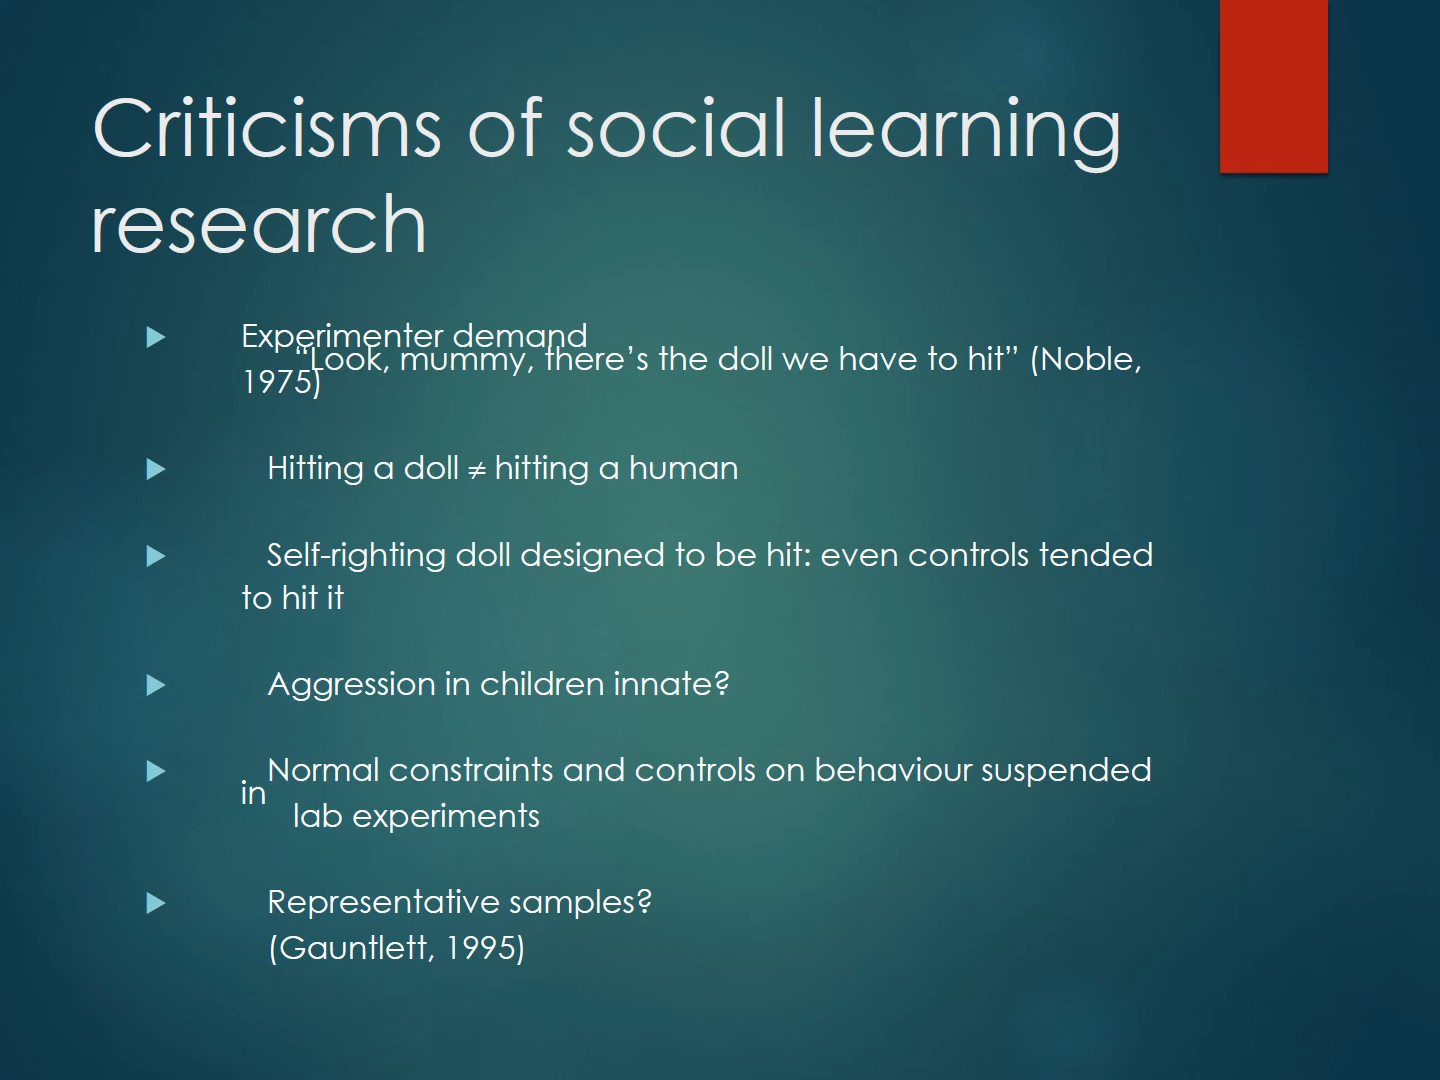 Criticisms of social learning
research
Experimenter demand
“Look, mummy, there’s the doll we have to hit” (Noble,
1975)
Hitting a doll ≠ hitting a human
Self-righting doll designed to be hit: even controls tended
to hit it
Aggression in children innate?
Normal constraints and controls on behaviour suspended
in
lab experiments
Representative samples?
(Gauntlett, 1995)